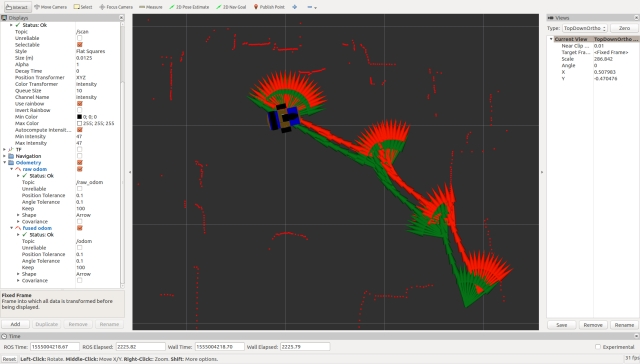 Interact Move Camera Select Focus Camera Measure 2D Pose Estimate 2D Nav Goal Publish Point
Displays
Status: Ok
Topic /scan
Unreliable
Selectable
Style Flat Squares
Size (m) 0.0125
Alpha 1
Decay Time 0
Position Transformer XYZ
Color Transformer Intensity
Queue Size 10
Channel Name intensity
Use rainbow
Invert Rainbow
Min Color 0; 0; 0
Max Color 255; 255; 255
Autocompute Intensit...
Min Intensity 47
Max Intensity 47
TF
Navigation
Odometry
raw odom
Status: Ok
Topic /raw_odom
Unreliable
Position Tolerance 0.1
Angle Tolerance 0.1
Keep 100
Shape Arrow
Covariance
fused odom
Status: Ok
Topic /odom
Unreliable
Position Tolerance 0.1
Angle Tolerance 0.1
Keep 100
Shape Arrow
Covariance
Fixed Frame
Frame into which all data is transformed before being displayed.
Add Duplicate Remove Rename
Views
Type: TopDownOrtho Zero
Current View TopDownOrtho ...
Near Clip ... 0.01
Target Fra... <Fixed Frame>
Scale 286.842
Angle 0
X 0.507983
Y -0.470476
Save Remove Rename
Time
ROS Time: 1555004218.67 ROS Elapsed: 2225.82 Wall Time: 1555004218.70 Wall Elapsed: 2225.79 Experimental
Reset Left-Click: Rotate. Middle-Click: Move X/Y. Right-Click: Zoom. Shift: More options. 31 fps